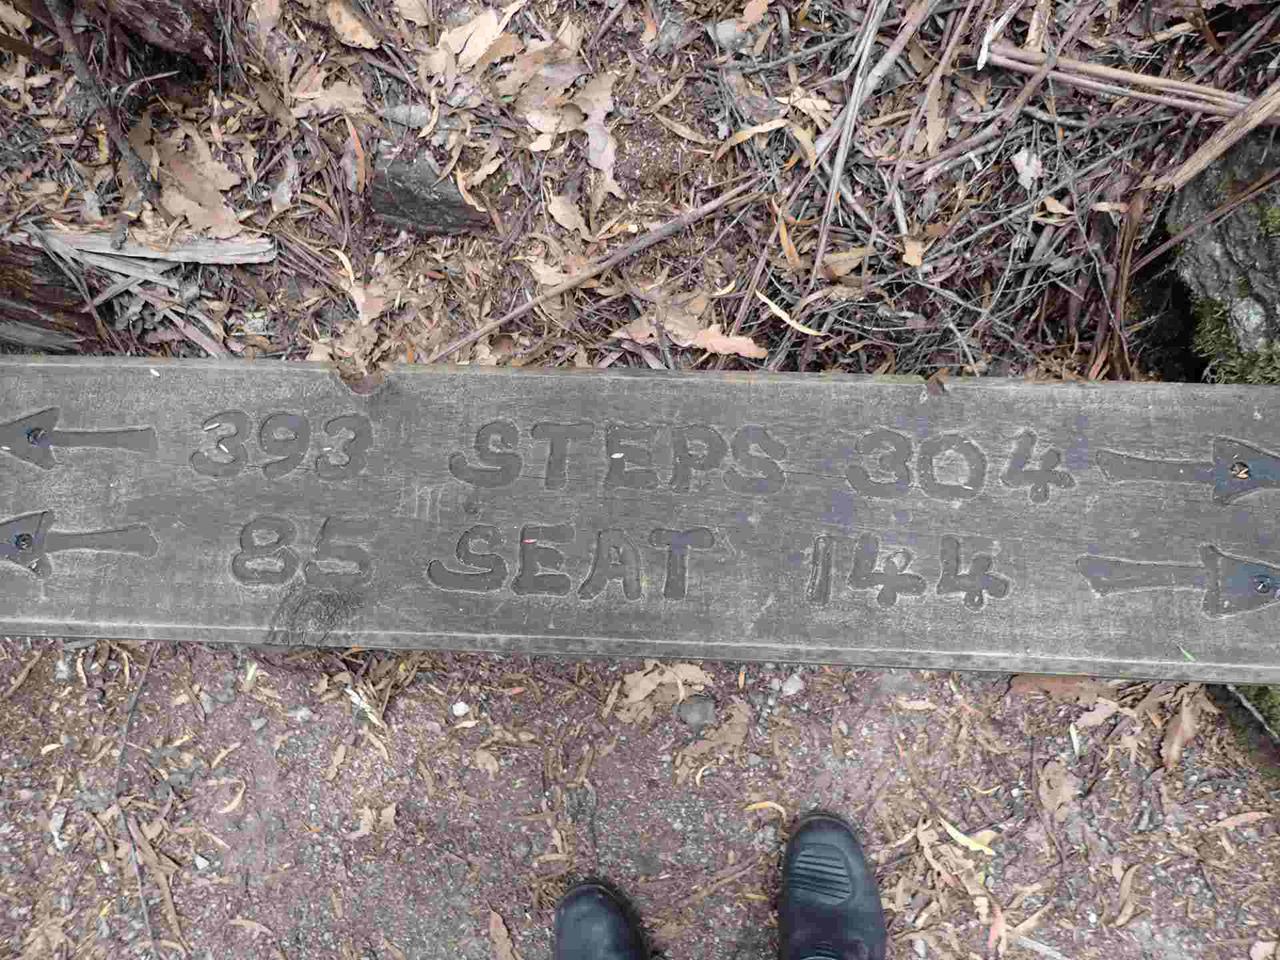 ← 393 STEPS 304 →
← 85 SEAT 144 →